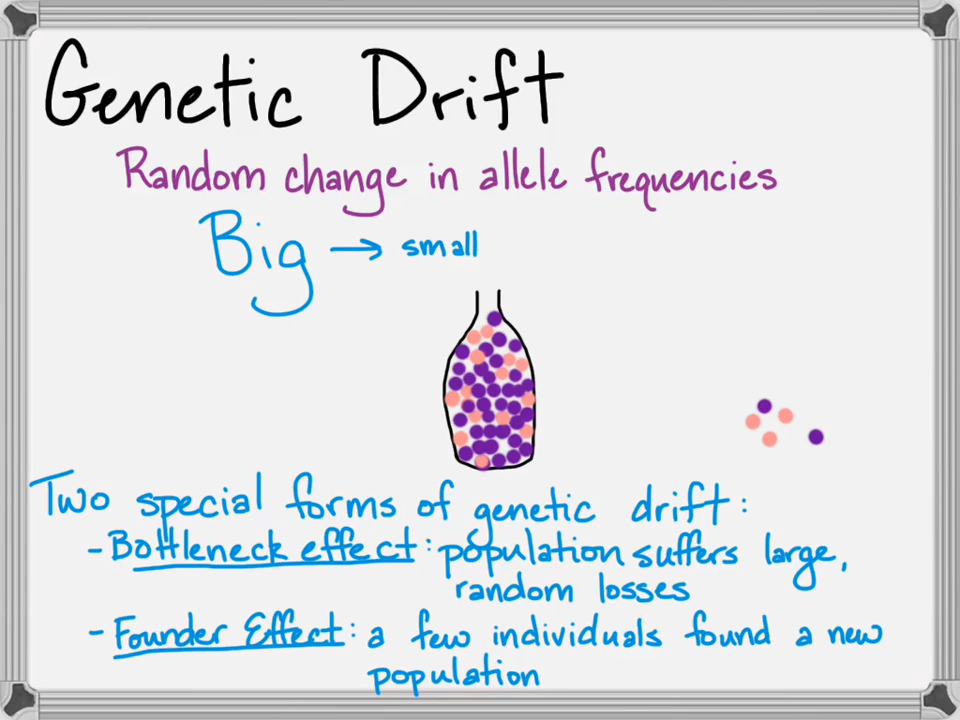 Genetic Drift
Random change in allele frequencies
Big → small
Two special forms of genetic drift:
- Bottleneck effect: population suffers large,
random losses
- Founder Effect: a few individuals found a new
population